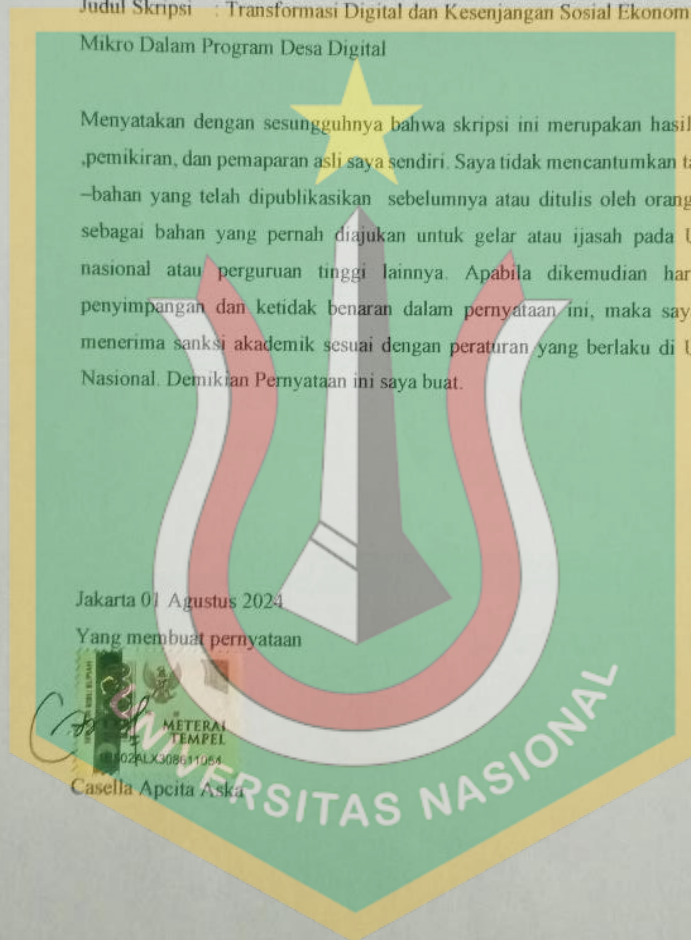 Judul Skripsi : Transformasi Digital dan Kesenjangan Sosial Ekonom
Mikro Dalam Program Desa Digital
Menyatakan dengan sesungguhnya bahwa skripsi ini merupakan hasil
,pemikiran, dan pemaparan asli saya sendiri. Saya tidak mencantumkan ta
–bahan yang telah dipublikasikan sebelumnya atau ditulis oleh orang
sebagai bahan yang pernah diajukan untuk gelar atau ijasah pada U
nasional atau perguruan tinggi lainnya. Apabila dikemudian har
penyimpangan dan ketidak benaran dalam pernyataan ini, maka say
menerima sanksi akademik sesuai dengan peraturan yang berlaku di U
Nasional. Demikian Pernyataan ini saya buat.
Jakarta 01 Agustus 2024
Yang membuat pernyataan
METERAI
TEMPEL
Casella Apcita Aska
UNIVERSITAS NASIONAL